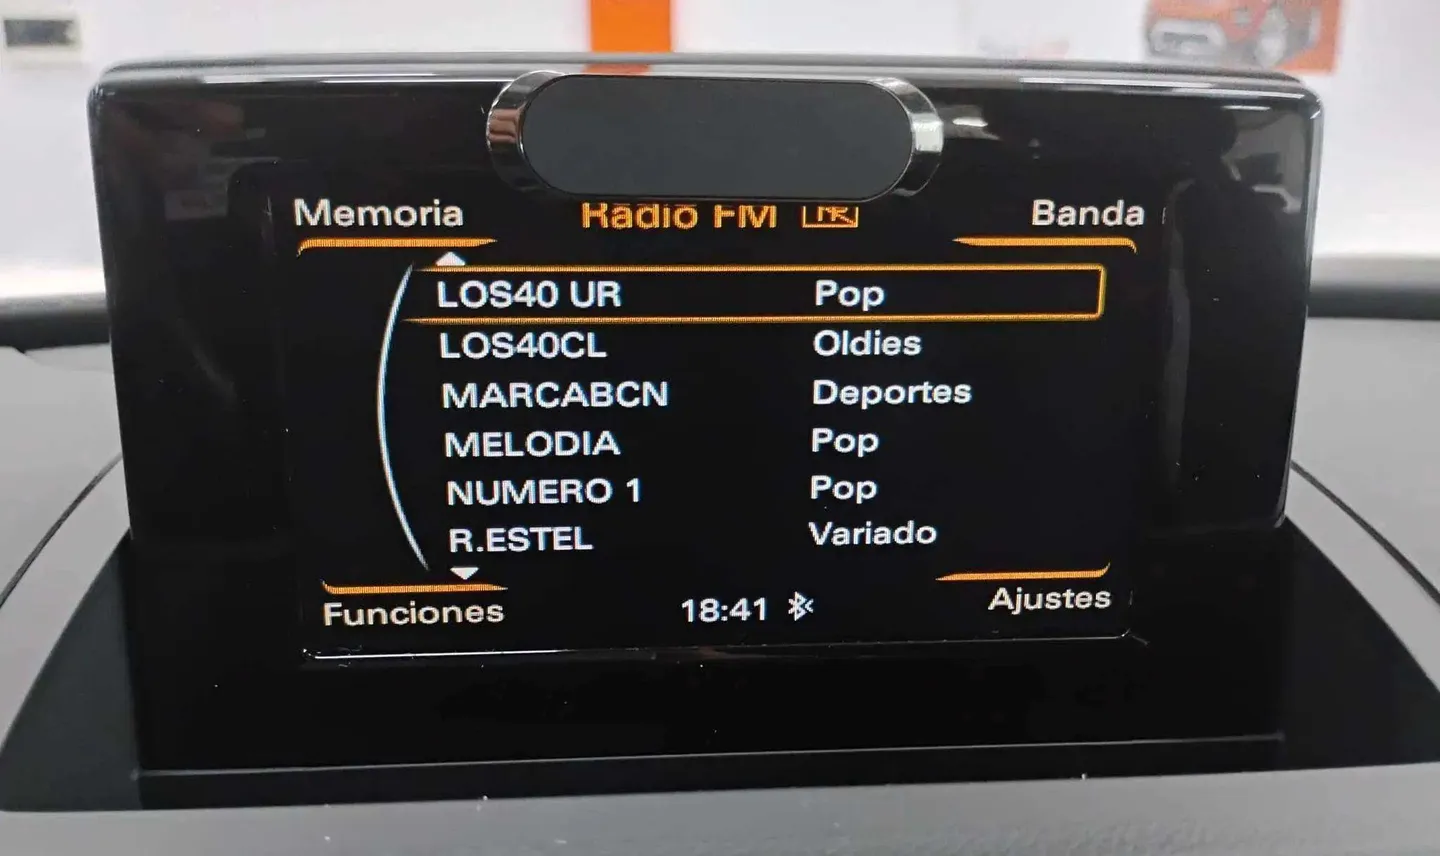 Memoria Radio FM Banda
LOS40 UR Pop
LOS40CL Oldies
MARCABCN Deportes
MELODIA Pop
NUMERO 1 Pop
R.ESTEL Variado
Funciones 18:41 Ajustes